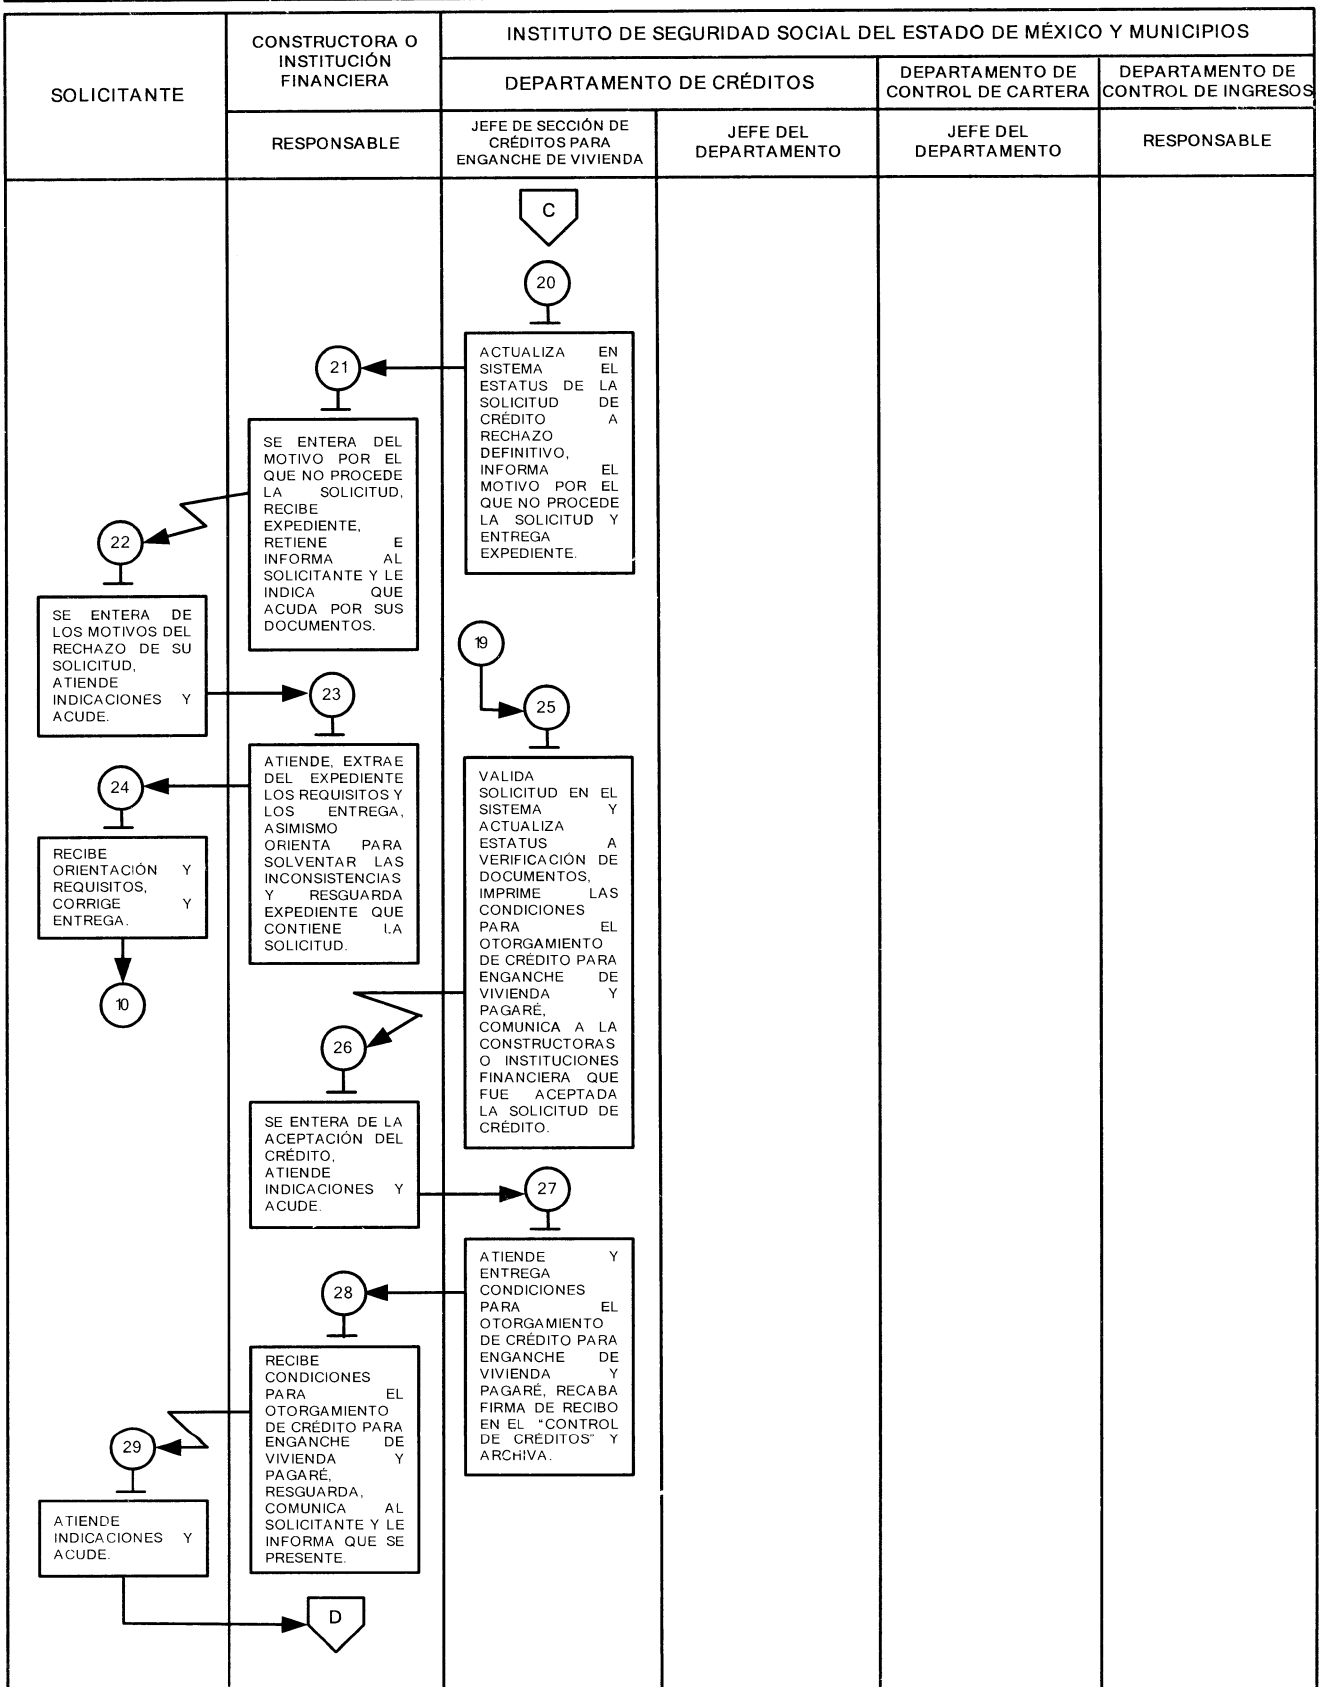 SOLICITANTE
CONSTRUCTORA O
INSTITUCIÓN
FINANCIERA
RESPONSABLE
INSTITUTO DE SEGURIDAD SOCIAL DEL ESTADO DE MÉXICO Y MUNICIPIOS
DEPARTAMENTO DE CRÉDITOS
DEPARTAMENTO DE
CONTROL DE CARTERA
DEPARTAMENTO DE
CONTROL DE INGRESOS
JEFE DE SECCIÓN DE
CRÉDITOS PARA
ENGANCHE DE VIVIENDA
JEFE DEL
DEPARTAMENTO
JEFE DEL
DEPARTAMENTO
RESPONSABLE
C
20
ACTUALIZA EN
SISTEMA EL
ESTATUS DE LA
SOLICITUD DE
CRÉDITO A
RECHAZO
DEFINITIVO,
INFORMA EL
MOTIVO POR EL
QUE NO PROCEDE
LA SOLICITUD Y
ENTREGA
EXPEDIENTE.
21
SE ENTERA DEL
MOTIVO POR EL
QUE NO PROCEDE
LA SOLICITUD,
RECIBE
EXPEDIENTE,
RETIENE E
INFORMA AL
SOLICITANTE Y LE
INDICA QUE
ACUDA POR SUS
DOCUMENTOS.
22
SE ENTERA DE
LOS MOTIVOS DEL
RECHAZO DE SU
SOLICITUD,
ATIENDE
INDICACIONES Y
ACUDE.
23
ATIENDE, EXTRAE
DEL EXPEDIENTE
LOS REQUISITOS Y
LOS ENTREGA,
ASIMISMO
ORIENTA PARA
SOLVENTAR LAS
INCONSISTENCIAS
Y RESGUARDA
EXPEDIENTE QUE
CONTIENE LA
SOLICITUD.
24
RECIBE
ORIENTACIÓN Y
REQUISITOS,
CORRIGE Y
ENTREGA.
10
19
25
VALIDA
SOLICITUD EN EL
SISTEMA Y
ACTUALIZA
ESTATUS A
VERIFICACIÓN DE
DOCUMENTOS,
IMPRIME LAS
CONDICIONES
PARA EL
OTORGAMIENTO
DE CRÉDITO PARA
ENGANCHE DE
VIVIENDA Y
PAGARÉ,
COMUNICA A LA
CONSTRUCTORAS
O INSTITUCIONES
FINANCIERA QUE
FUE ACEPTADA
LA SOLICITUD DE
CRÉDITO.
26
SE ENTERA DE LA
ACEPTACIÓN DEL
CRÉDITO,
ATIENDE
INDICACIONES Y
ACUDE.
27
ATIENDE Y
ENTREGA
CONDICIONES
PARA EL
OTORGAMIENTO
DE CRÉDITO PARA
ENGANCHE DE
VIVIENDA Y
PAGARÉ, RECABA
FIRMA DE RECIBO
EN EL “CONTROL
DE CRÉDITOS” Y
ARCHIVA.
28
RECIBE
CONDICIONES
PARA EL
OTORGAMIENTO
DE CRÉDITO PARA
ENGANCHE DE
VIVIENDA Y
PAGARÉ,
RESGUARDA,
COMUNICA AL
SOLICITANTE Y LE
INFORMA QUE SE
PRESENTE.
29
ATIENDE
INDICACIONES Y
ACUDE.
D